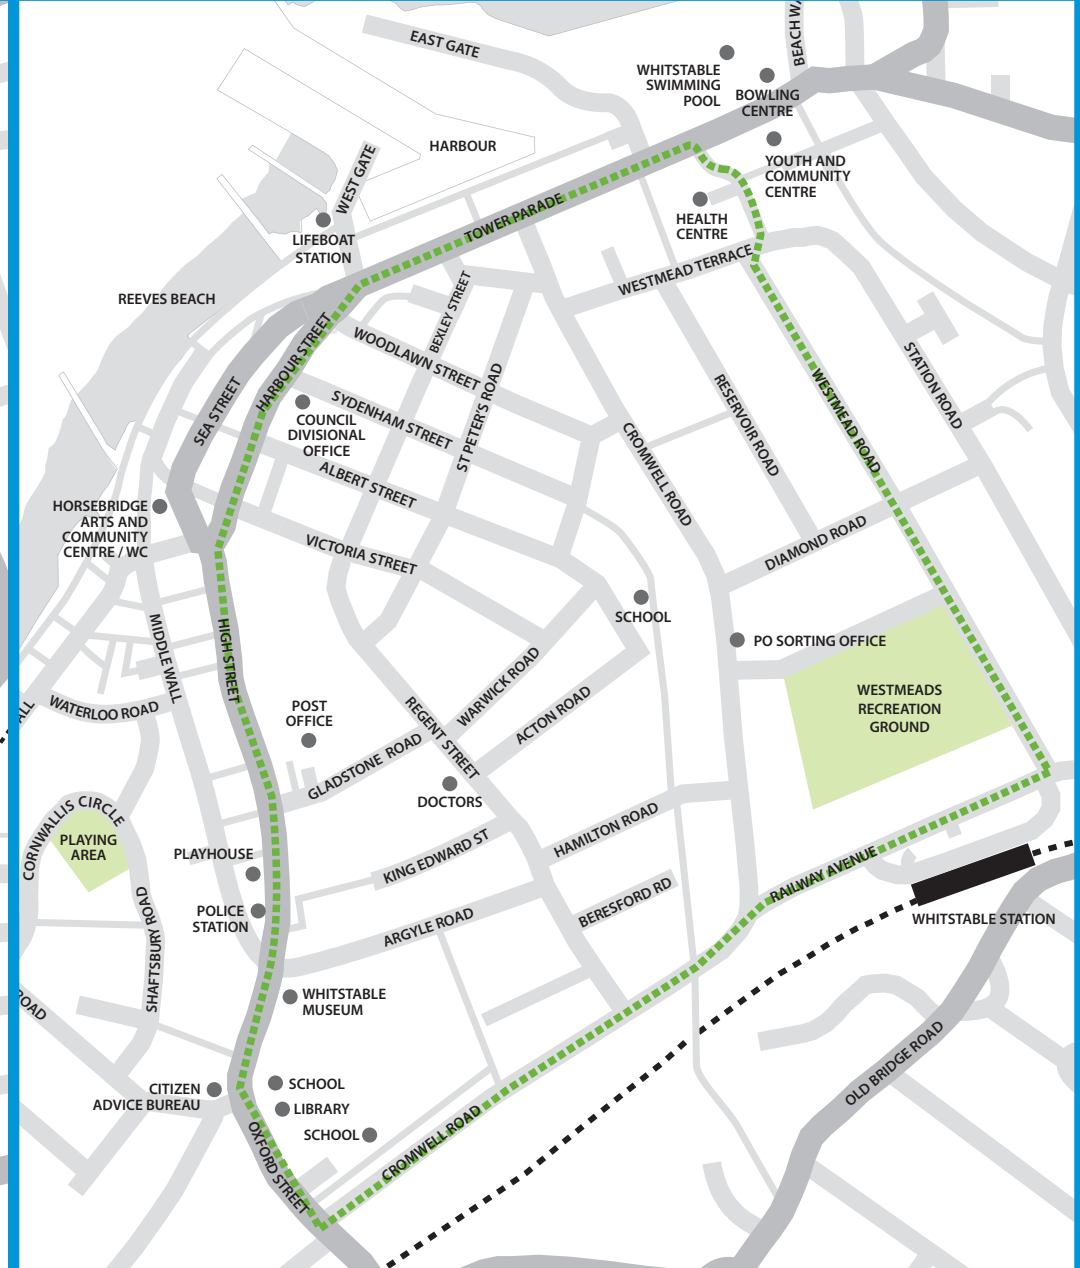 EAST GATE
BEACH WA
WHITSTABLE
SWIMMING
POOL
BOWLING
CENTRE
HARBOUR
WEST GATE
YOUTH AND
COMMUNITY
CENTRE
TOWER PARADE
HEALTH
CENTRE
LIFEBOAT
STATION
WESTMEAD TERRACE
REEVES BEACH
BEXLEY STREET
HARBOUR STREET
WOODLAWN STREET
SEA STREET
STATION ROAD
SYDENHAM STREET
ST PETER'S ROAD
RESERVOIR ROAD
WESTMEAD ROAD
COUNCIL
DIVISIONAL
OFFICE
CROMWELL ROAD
ALBERT STREET
HORSEBRIDGE
ARTS AND
COMMUNITY
CENTRE / WC
VICTORIA STREET
DIAMOND ROAD
SCHOOL
PO SORTING OFFICE
MIDDLE WALL
HIGH STREET
WESTMEADS
RECREATION
GROUND
WATERLOO ROAD
ALL
POST
OFFICE
REGENT STREET
WARWICK ROAD
ACTON ROAD
GLADSTONE ROAD
DOCTORS
CORNWALLIS CIRCLE
PLAYING
AREA
HAMILTON ROAD
PLAYHOUSE
KING EDWARD ST
RAILWAY AVENUE
BERESFORD RD
POLICE
STATION
ARGYLE ROAD
WHITSTABLE STATION
SHAFTSBURY ROAD
WHITSTABLE
MUSEUM
ROAD
CITIZEN
ADVICE BUREAU
SCHOOL
LIBRARY
SCHOOL
OLD BRIDGE ROAD
CROMWELL ROAD
OXFORD STREET